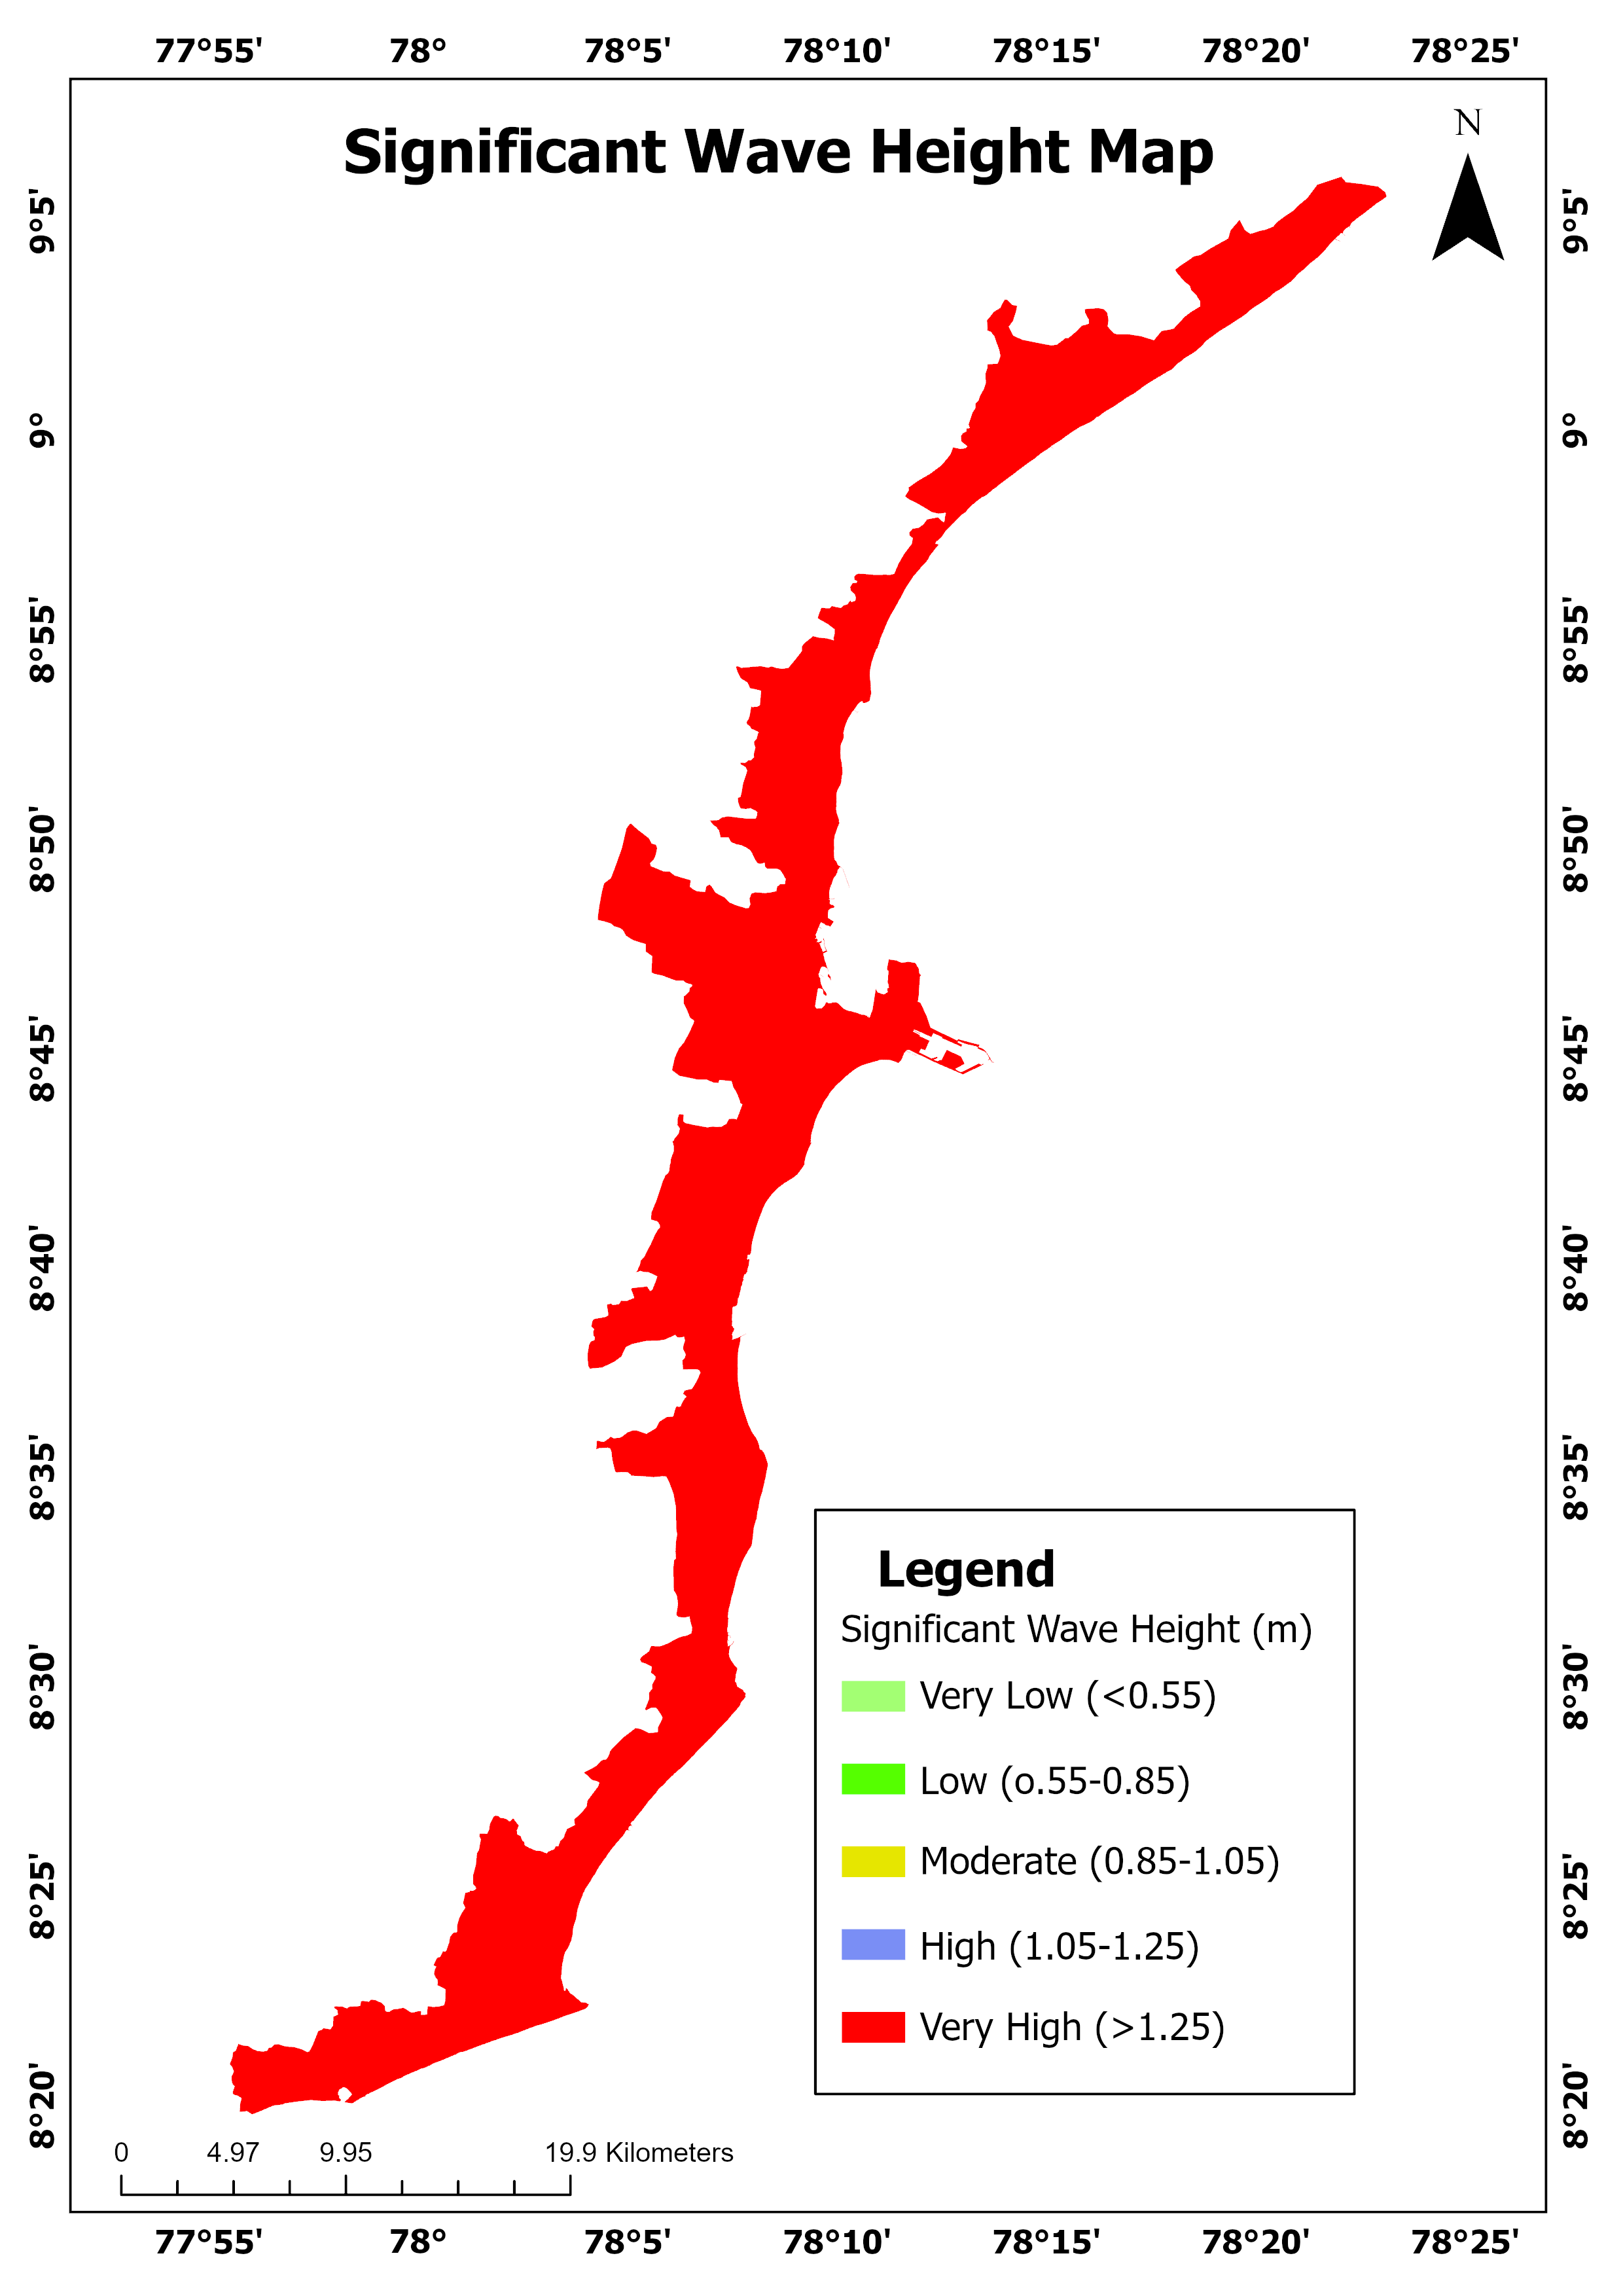 77°55' 78° 78°5' 78°10' 78°15' 78°20' 78°25'
Significant Wave Height Map
N
9°5' 9°5'
9° 9°
8°55' 8°55'
8°50' 8°50'
8°45' 8°45'
8°40' 8°40'
8°35' 8°35'
Legend
Significant Wave Height (m)
8°30' 8°30'
Very Low (<0.55)
Low (o.55-0.85)
Moderate (0.85-1.05)
8°25' 8°25'
High (1.05-1.25)
Very High (>1.25)
8°20' 8°20'
0 4.97 9.95 19.9 Kilometers
77°55' 78° 78°5' 78°10' 78°15' 78°20' 78°25'